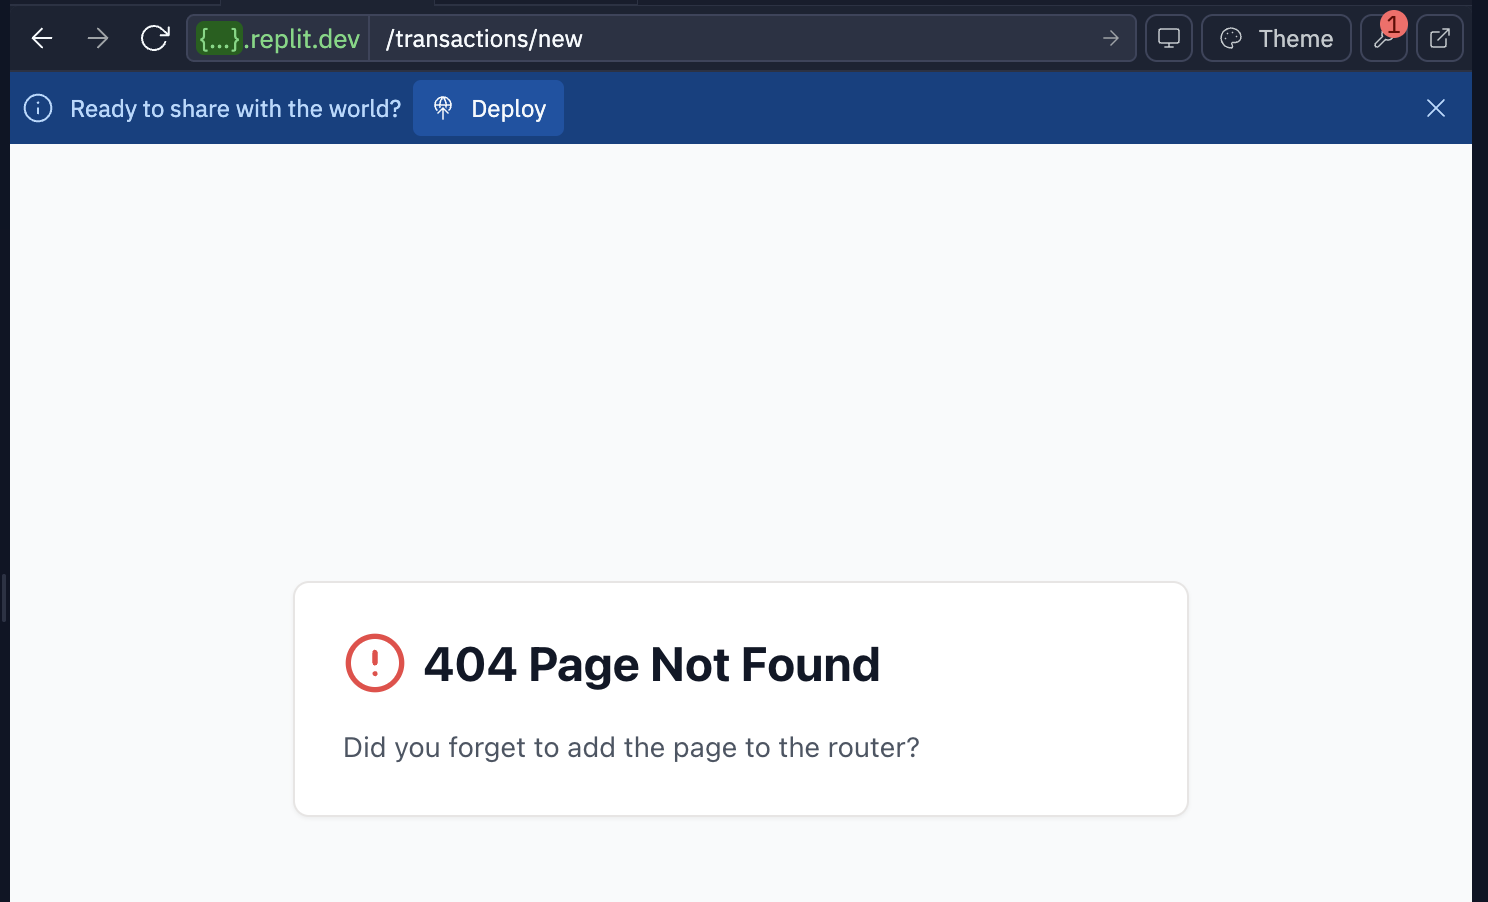 {...}.replit.dev /transactions/new Theme 1
Ready to share with the world? Deploy
404 Page Not Found
Did you forget to add the page to the router?